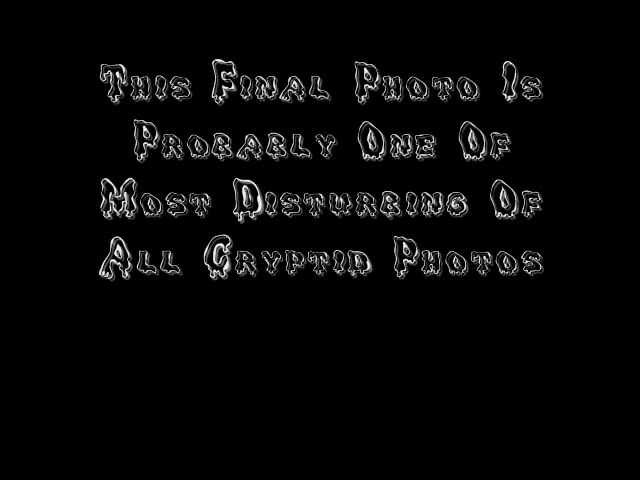 This Final Photo Is
Probably One Of
Most Disturbing Of
All Cryptid Photos